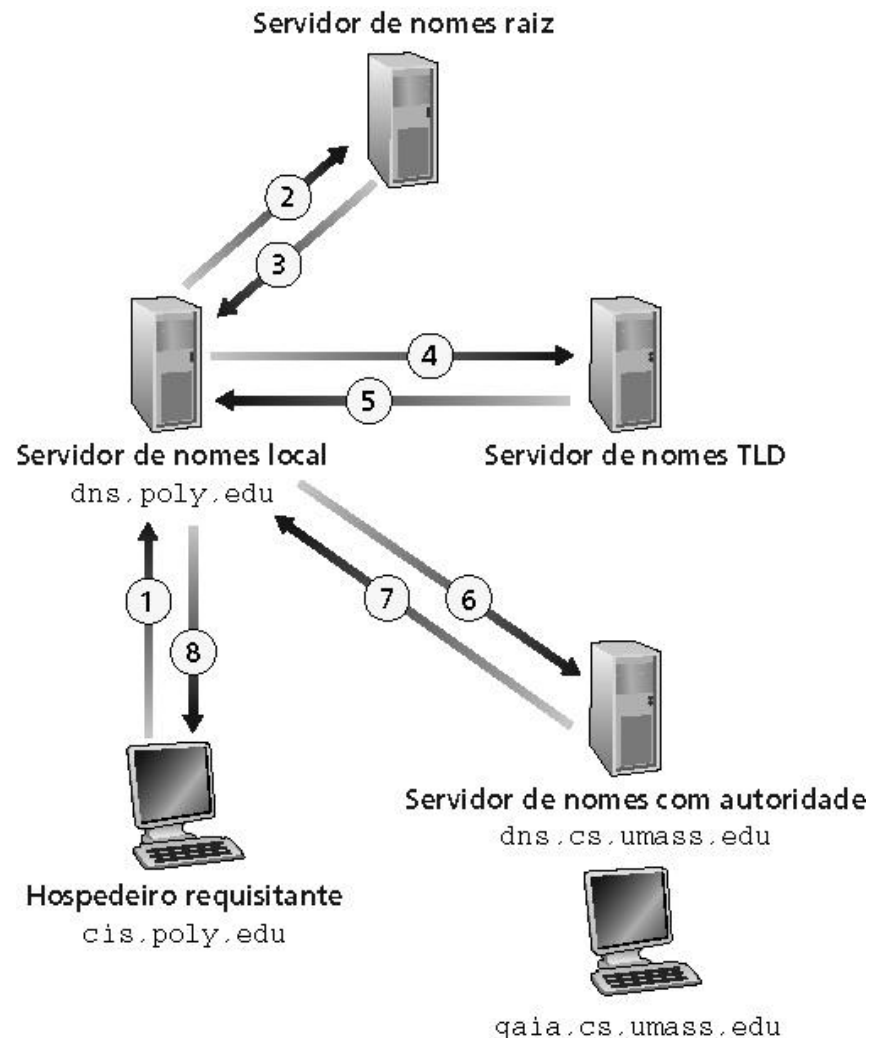 Servidor de nomes raiz
2
3
4
5
Servidor de nomes local
dns.poly.edu
Servidor de nomes TLD
1
8
7
6
Servidor de nomes com autoridade
dns.cs.umass.edu
Hospedeiro requisitante
cis.poly.edu
gaia.cs.umass.edu